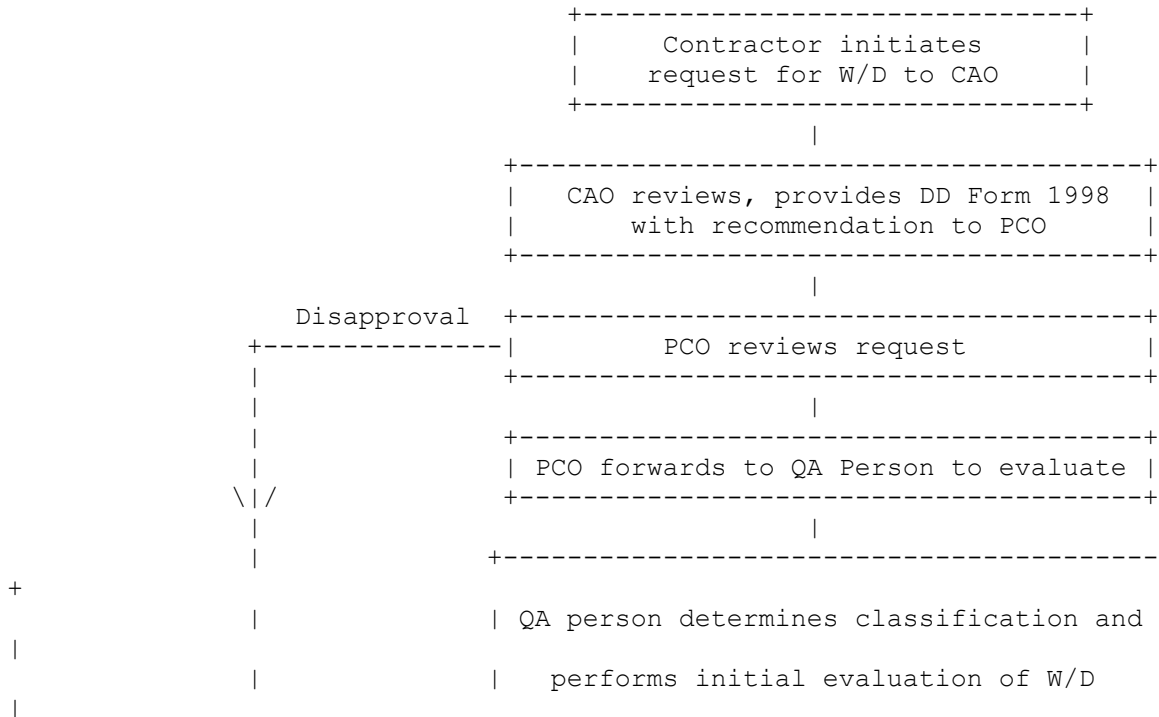 Contractor initiates
request for W/D to CAO
CAO reviews, provides DD Form 1998
with recommendation to PCO
Disapproval
PCO reviews request
PCO forwards to QA Person to evaluate
QA person determines classification and
performs initial evaluation of W/D